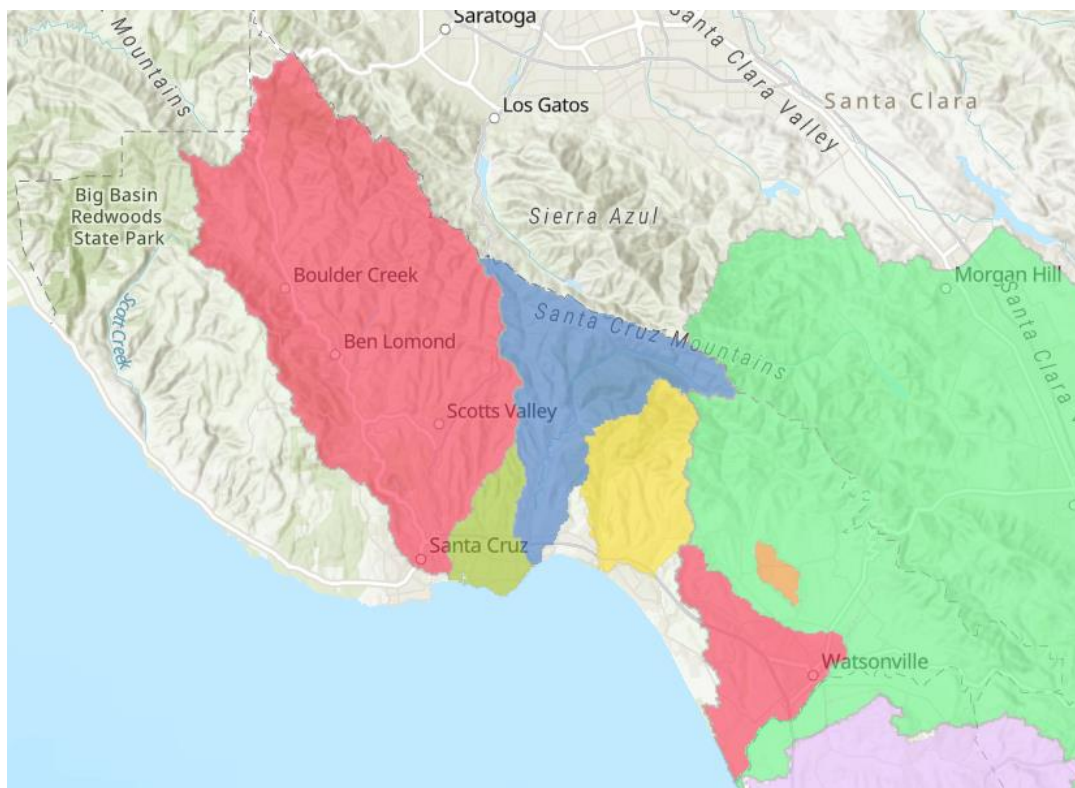 Saratoga
Mountains
Santa Clara Valley
Los Gatos
Santa Clara
Big Basin
Redwoods
State Park
Sierra Azul
Boulder Creek
Morgan Hill
Scott Creek
Santa Cruz Mountains
Santa Clara
Ben Lomond
Scotts Valley
Santa Cruz
Watsonville